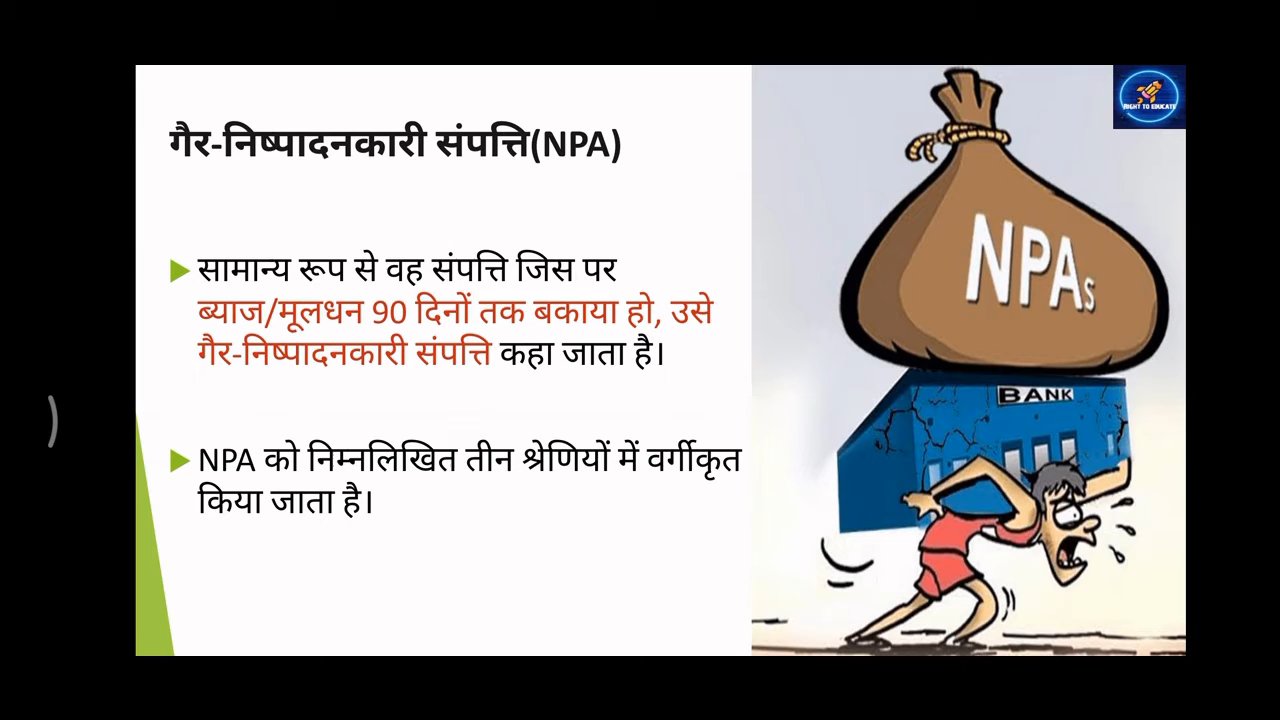 गैर-निष्पादनकारी संपत्ति(NPA)
सामान्य रूप से वह संपत्ति जिस पर
ब्याज/मूलधन 90 दिनों तक बकाया हो, उसे
गैर-निष्पादनकारी संपत्ति कहा जाता है।
NPA को निम्नलिखित तीन श्रेणियों में वर्गीकृत
किया जाता है।
RIGHT TO EDUCATE
NPAs
BANK